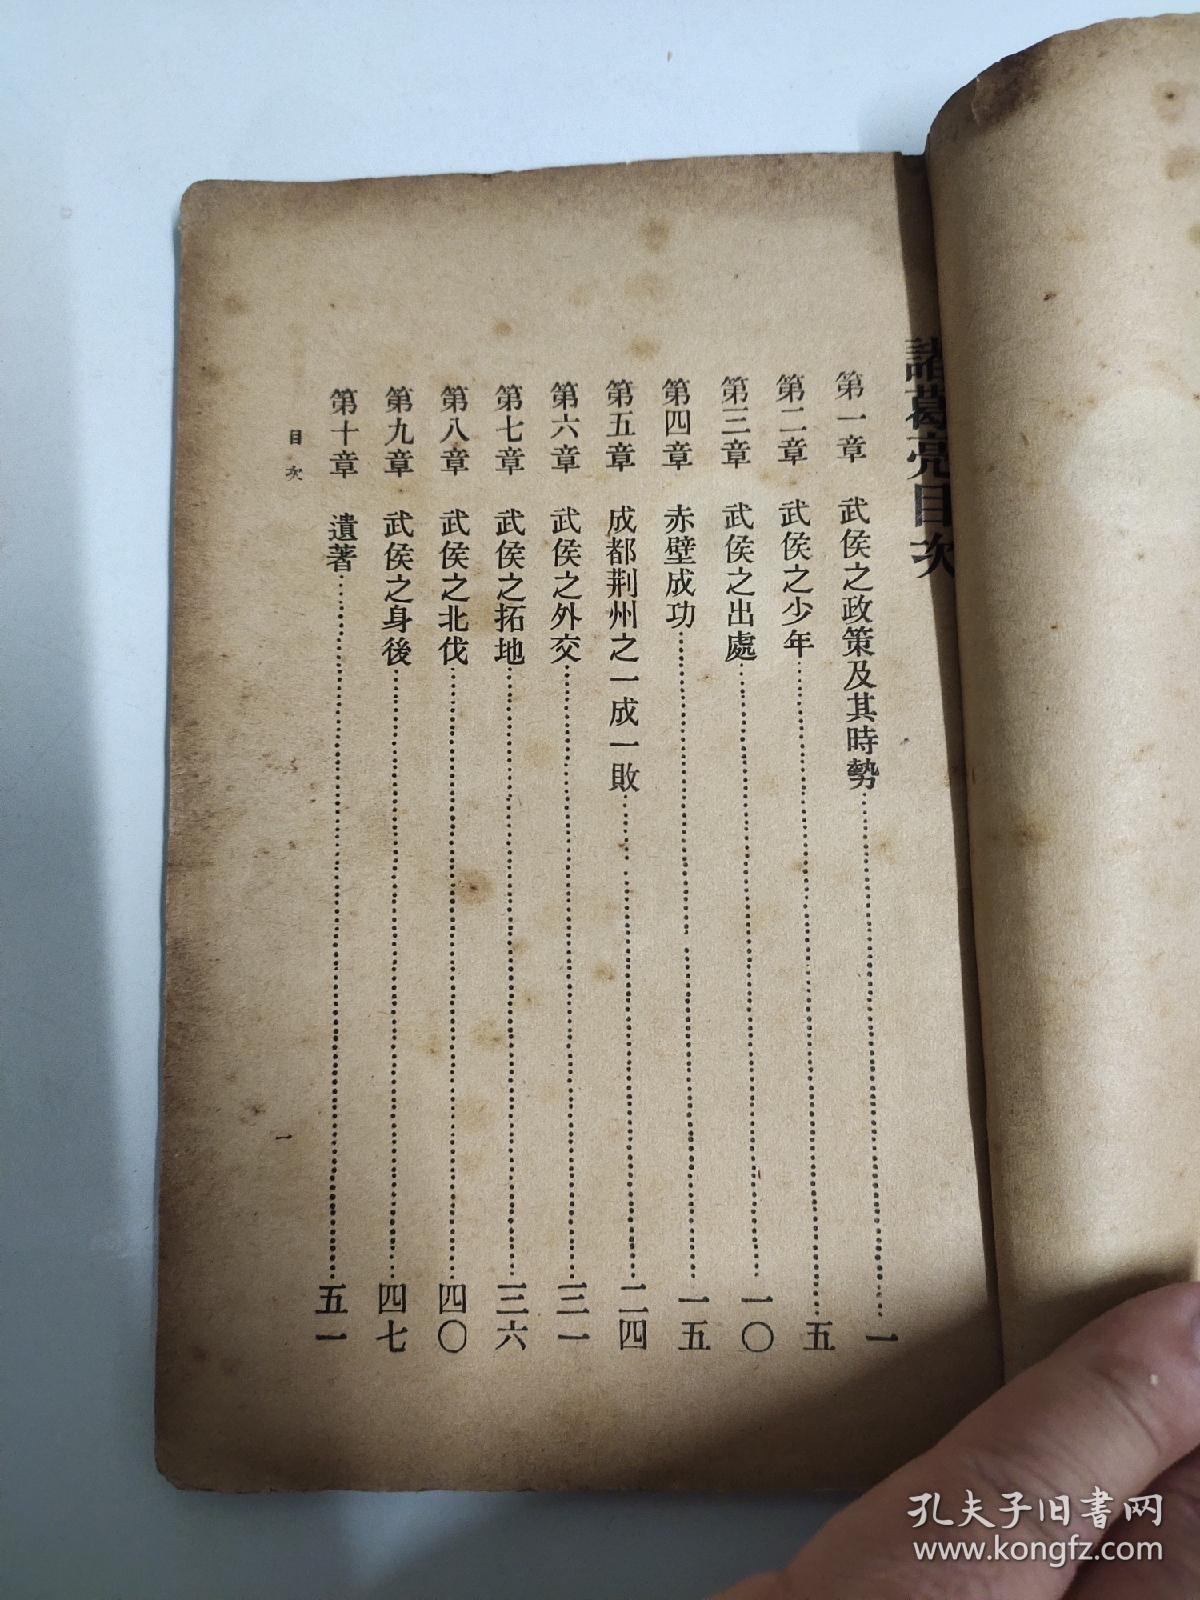 諸葛亮目次
第一章　武侯之政策及其時勢……一
第二章　武侯之少年……五
第三章　武侯之出處……一〇
第四章　赤壁成功……一五
第五章　成都荆州之一成一敗……二四
第六章　武侯之外交……三一
第七章　武侯之拓地……三六
第八章　武侯之北伐……四〇
第九章　武侯之身後……四七
第十章　遺著……五一
目次
一
孔夫子旧书网
www.kongfz.com